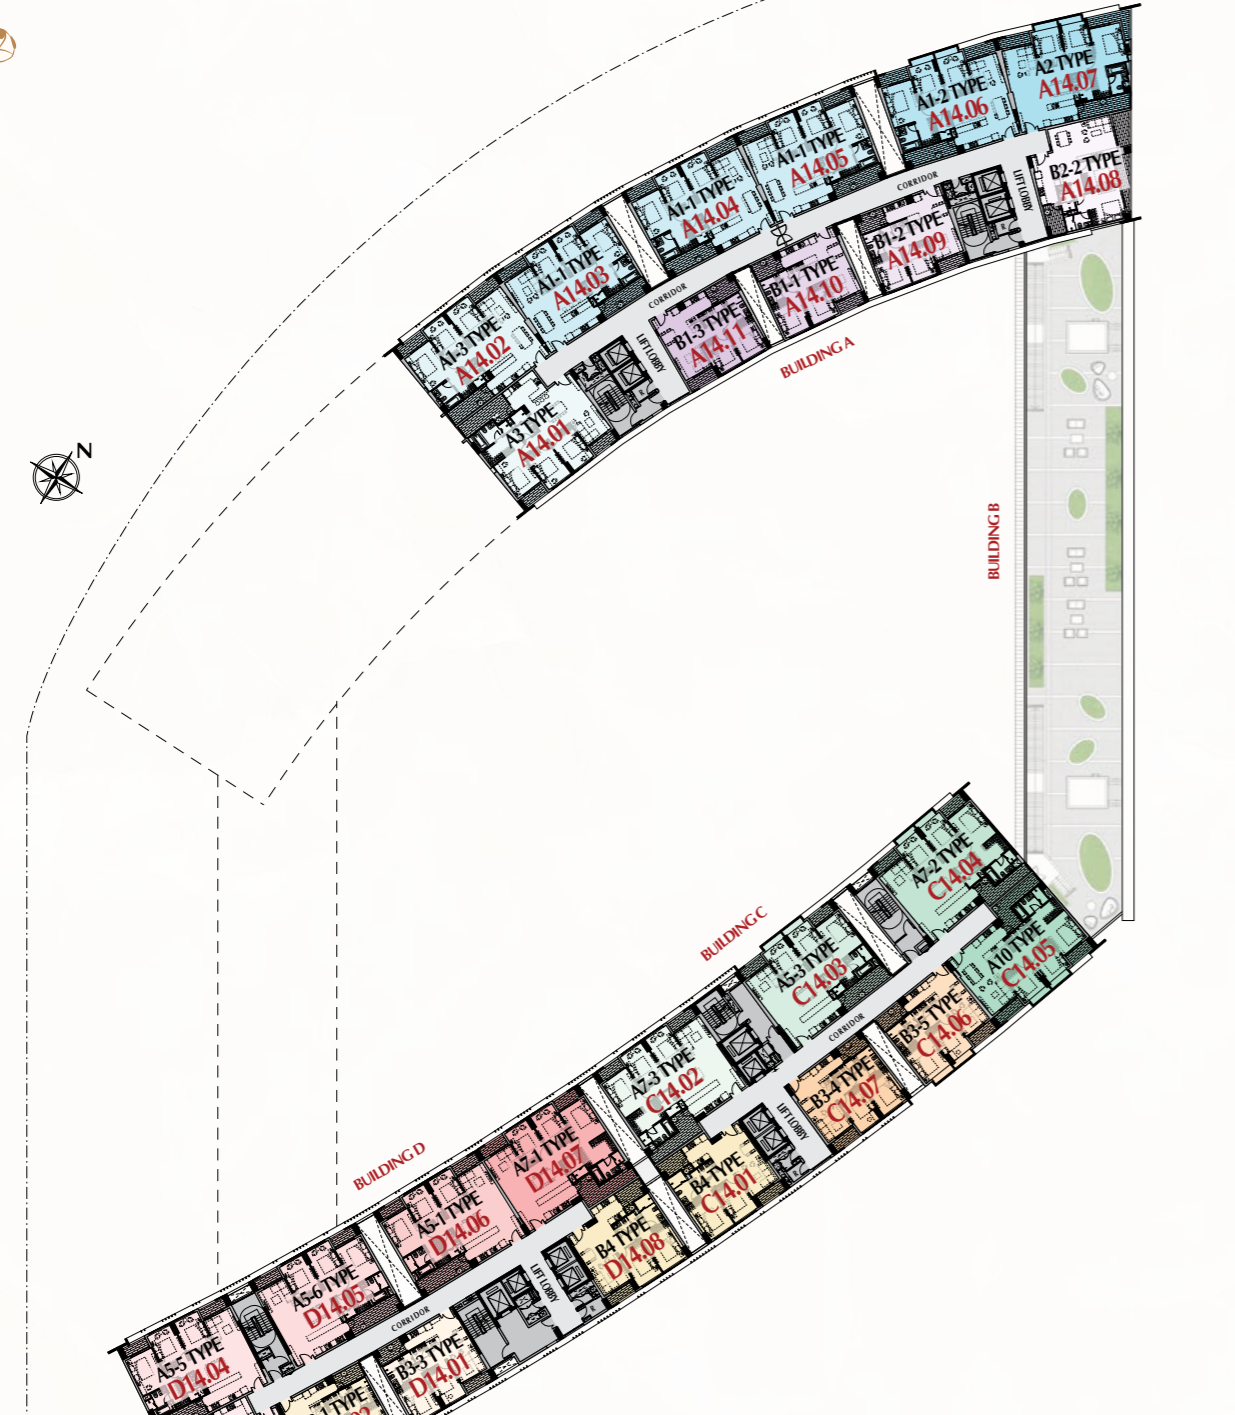 A2 TYPE
A14.07
A1-2 TYPE
A14.06
A1-1 TYPE
A14.05
B2-2 TYPE
A14.08
CORRIDOR
LIFT LOBBY
A1-1 TYPE
A14.04
B1-2 TYPE
A14.09
A1-1 TYPE
A14.03
B1-1 TYPE
A14.10
CORRIDOR
A1-3 TYPE
A14.02
LIFT LOBBY
B1-3 TYPE
A14.11
R
R
BUILDING A
A3 TYPE
A14.01
N
BUILDING B
A7-2 TYPE
C14.04
BUILDING C
A5-3 TYPE
C14.03
A10 TYPE
C14.05
B3-5 TYPE
C14.06
CORRIDOR
A7-3 TYPE
C14.02
B3-4 TYPE
C14.07
LIFT LOBBY
R
B4 TYPE
C14.01
BUILDING D
A7-1 TYPE
D14.07
A5-1 TYPE
D14.06
B4 TYPE
D14.08
A5-6 TYPE
D14.05
LIFT LOBBY
R
CORRIDOR
A5-5 TYPE
D14.04
B3-3 TYPE
D14.01
-1 TYPE